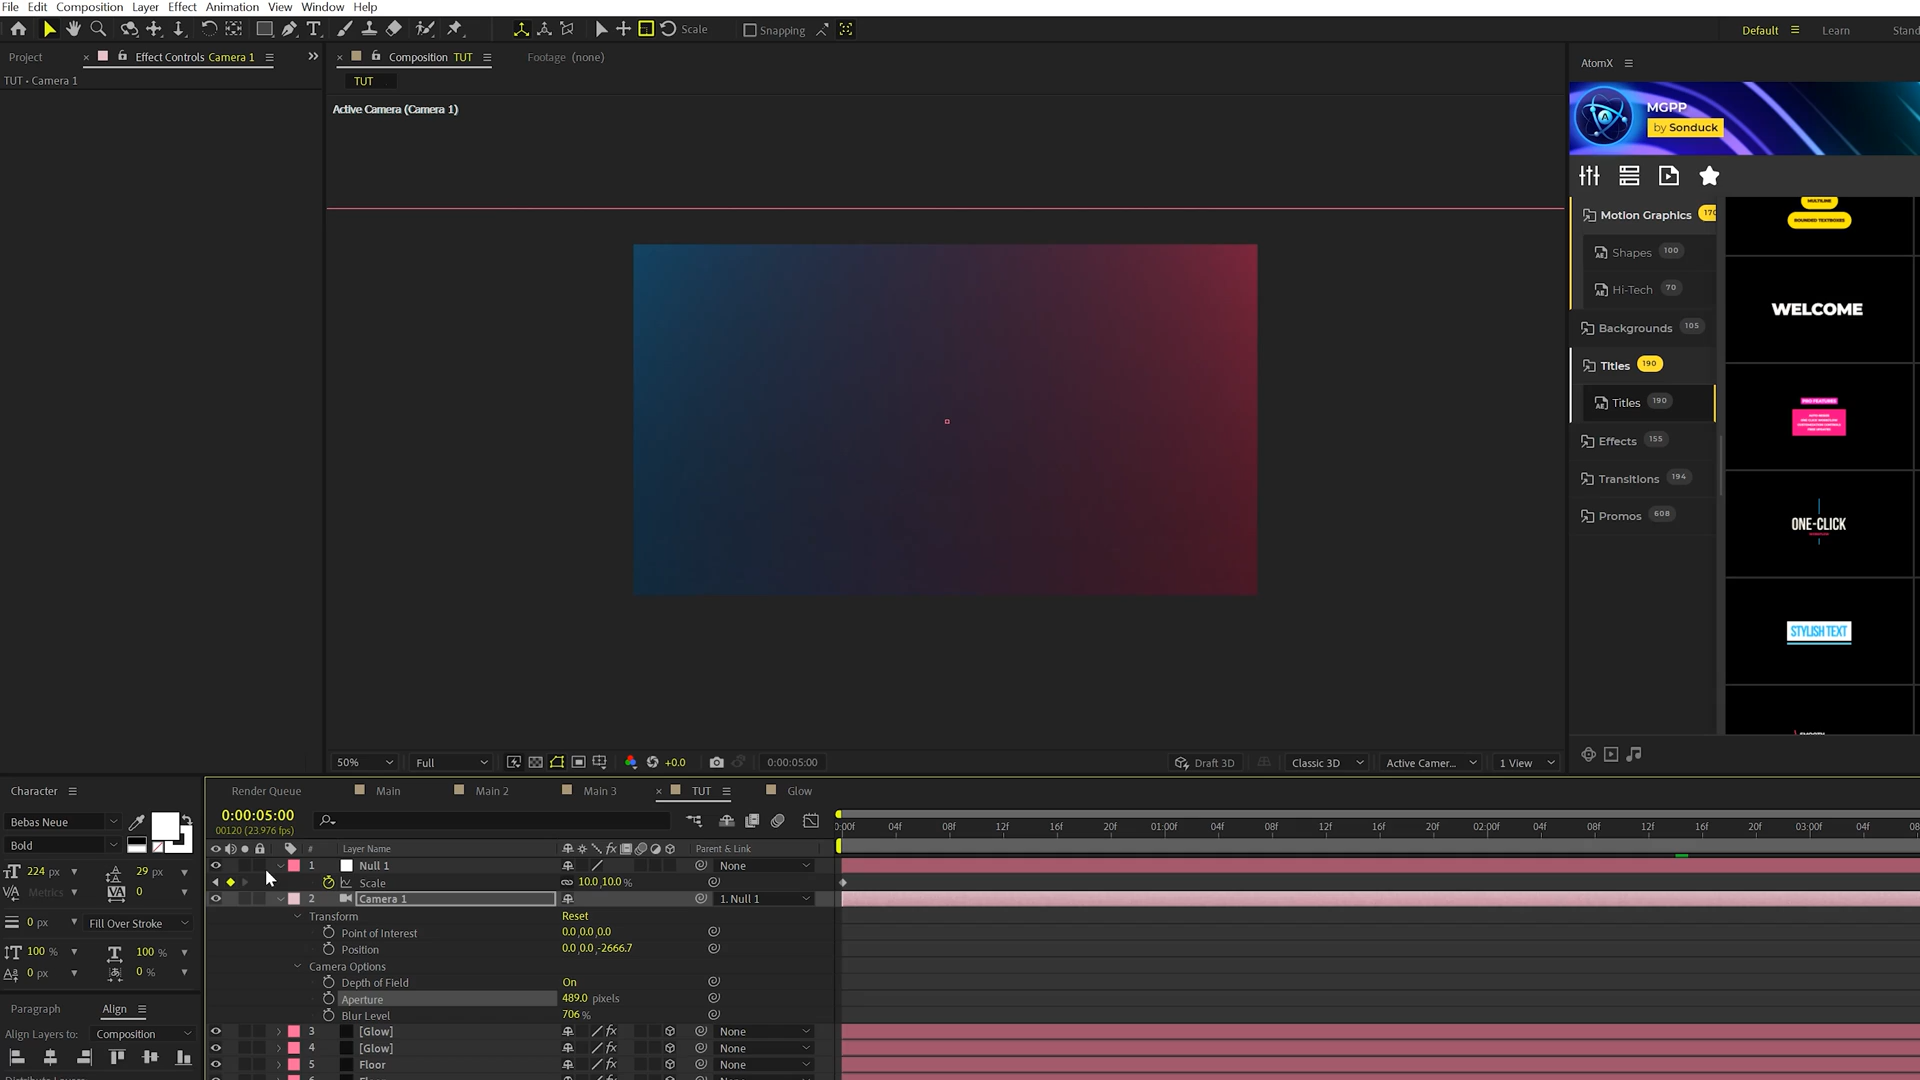 File Edit Composition Layer Effect Animation View Window Help
Scale Snapping Default Learn Stand
Project Effect Controls Camera 1 Composition TUT Footage (none) AtomX
TUT • Camera 1 TUT
Active Camera (Camera 1)
MGPP
by Sonduck
MULTILINE
ROUNDED TEXTBOXES
Motion Graphics 170
Shapes 100
Hi-Tech 70
WELCOME
Backgrounds 105
Titles 190
Titles 190
PRO FEATURES
Effects 155
Transitions 194
Promos 608
ONE-CLICK
STYLISH TEXT
50% Full +0.0 0:00:05:00 Draft 3D Classic 3D Active Camer... 1 View
Character Render Queue Main Main 2 Main 3 TUT Glow
Bebas Neue
Bold
0:00:05:00
00120 (23.976 fps)
0:00f 04f 08f 12f 16f 20f 01:00f 04f 08f 12f 16f 20f 02:00f 04f 08f 12f 16f 20f 03:00f 04f 08f
# Layer Name Parent & Link
224 px 29 px
Metrics 0
0 px Fill Over Stroke
100 % 100 %
0 px 0 %
1 Null 1 None
Scale 10.0,10.0%
2 Camera 1 1. Null 1
Transform Reset
Point of Interest 0.0,0.0,0.0
Position 0.0,0.0,-2666.7
Camera Options
Depth of Field On
Aperture 489.0 pixels
Blur Level 706 %
3 [Glow] None
4 [Glow] None
5 Floor None
Paragraph Align
Align Layers to: Composition